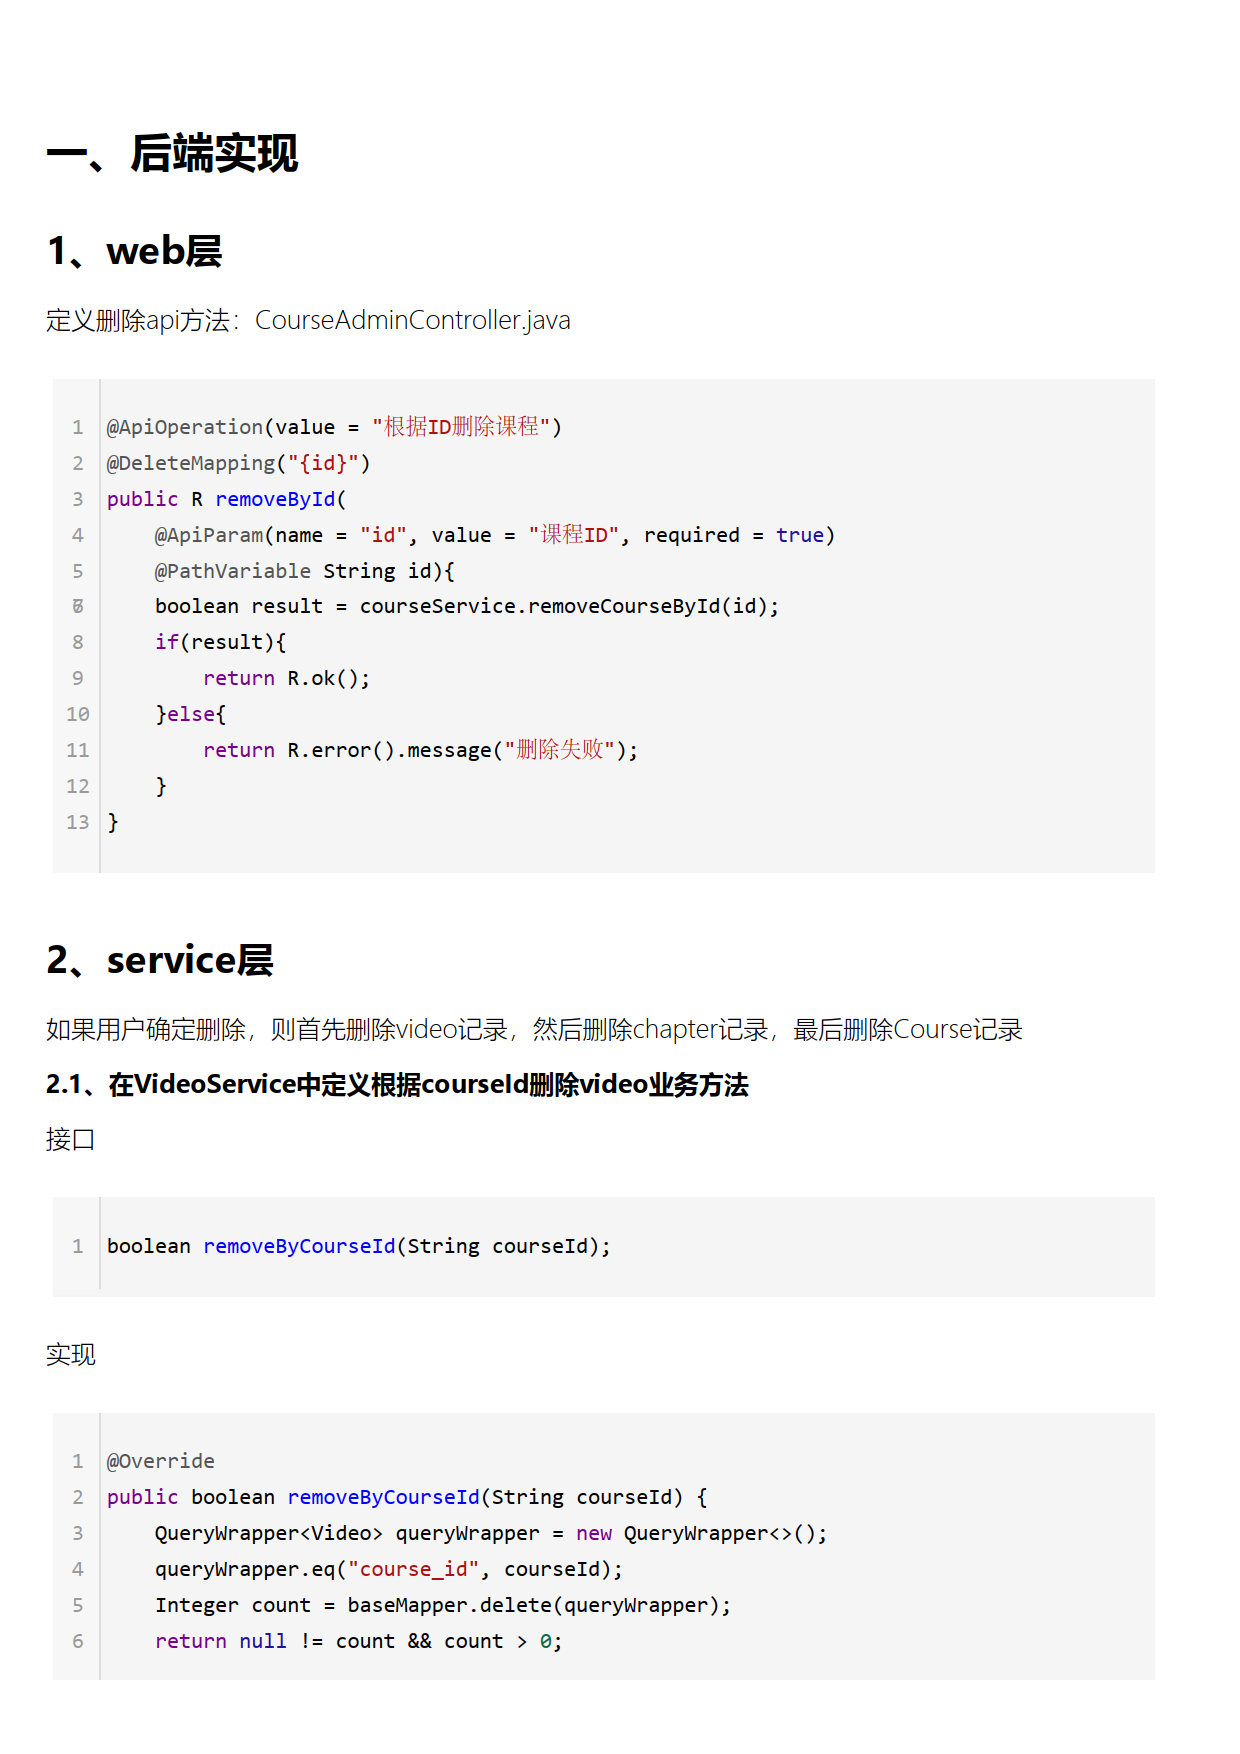 一、后端实现
1、web层
定义删除api方法：CourseAdminController.java
1 @ApiOperation(value = "根据ID删除课程")
2 @DeleteMapping("{id}")
3 public R removeById(
4     @ApiParam(name = "id", value = "课程ID", required = true)
5     @PathVariable String id){
6
7     boolean result = courseService.removeCourseById(id);
8     if(result){
9         return R.ok();
10     }else{
11         return R.error().message("删除失败");
12     }
13 }
2、service层
如果用户确定删除，则首先删除video记录，然后删除chapter记录，最后删除Course记录
2.1、在VideoService中定义根据courseId删除video业务方法
接口
1 boolean removeByCourseId(String courseId);
实现
1 @Override
2 public boolean removeByCourseId(String courseId) {
3     QueryWrapper<Video> queryWrapper = new QueryWrapper<>();
4     queryWrapper.eq("course_id", courseId);
5     Integer count = baseMapper.delete(queryWrapper);
6     return null != count && count > 0;